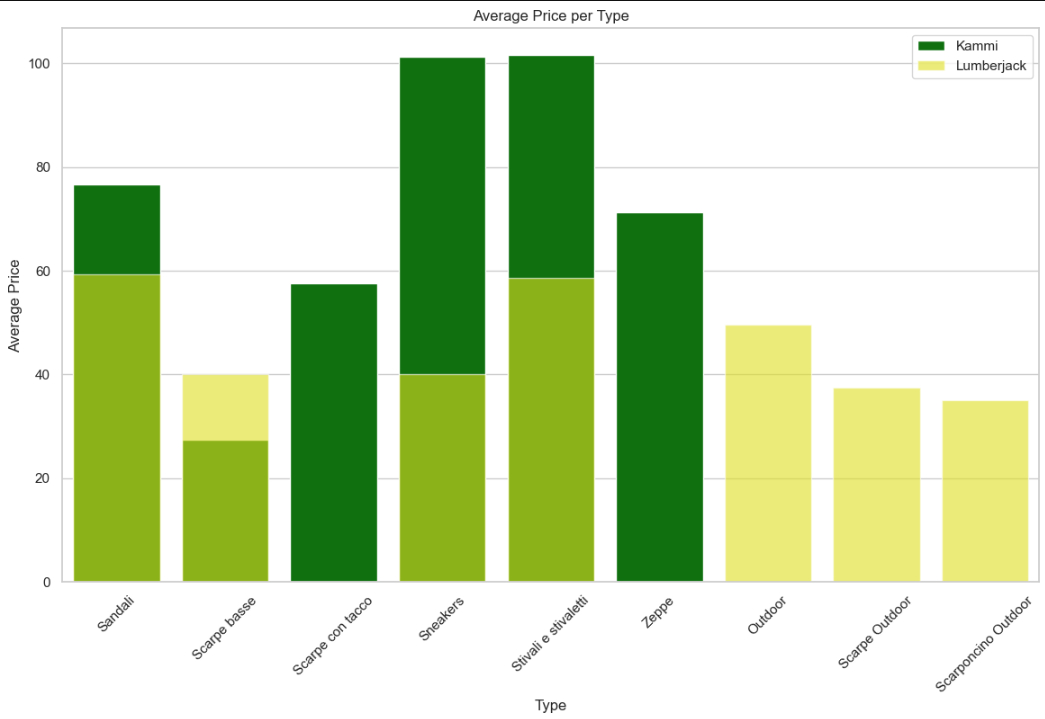 Average Price per Type
Kammi
Lumberjack
Average Price
100
80
60
40
20
0
Sandali
Scarpe basse
Scarpe con tacco
Sneakers
Stivali e stivaletti
Zeppe
Outdoor
Scarpe Outdoor
Scarponcino Outdoor
Type